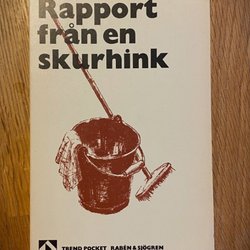 Rapport
från en
skurhink
TREND POCKET RABÉN & SJÖGREN